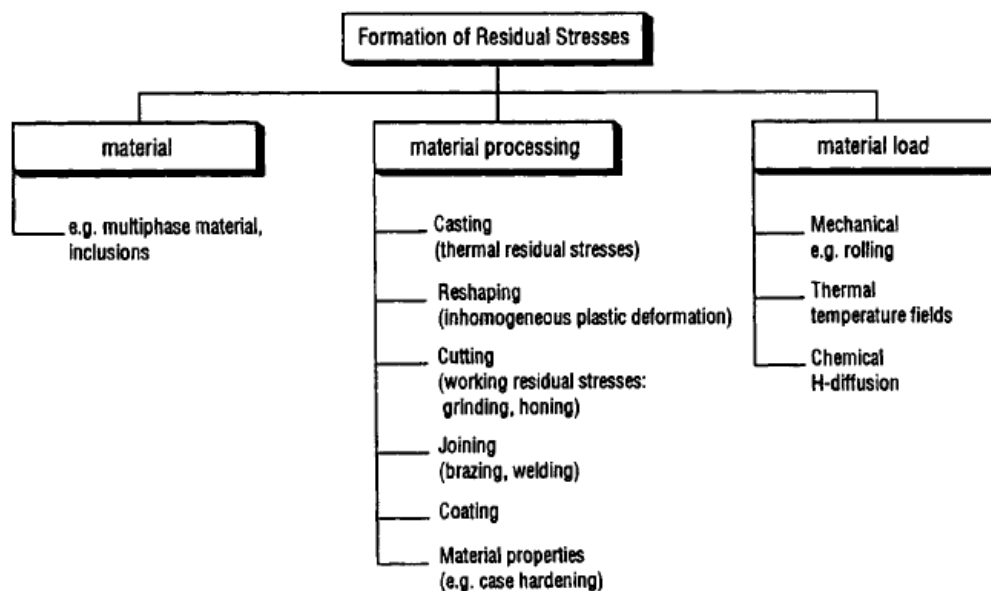 Formation of Residual Stresses
material
e.g. multiphase material,
inclusions
material processing
Casting
(thermal residual stresses)
Reshaping
(inhomogeneous plastic deformation)
Cutting
(working residual stresses:
grinding, honing)
Joining
(brazing, welding)
Coating
Material properties
(e.g. case hardening)
material load
Mechanical
e.g. rolling
Thermal
temperature fields
Chemical
H-diffusion